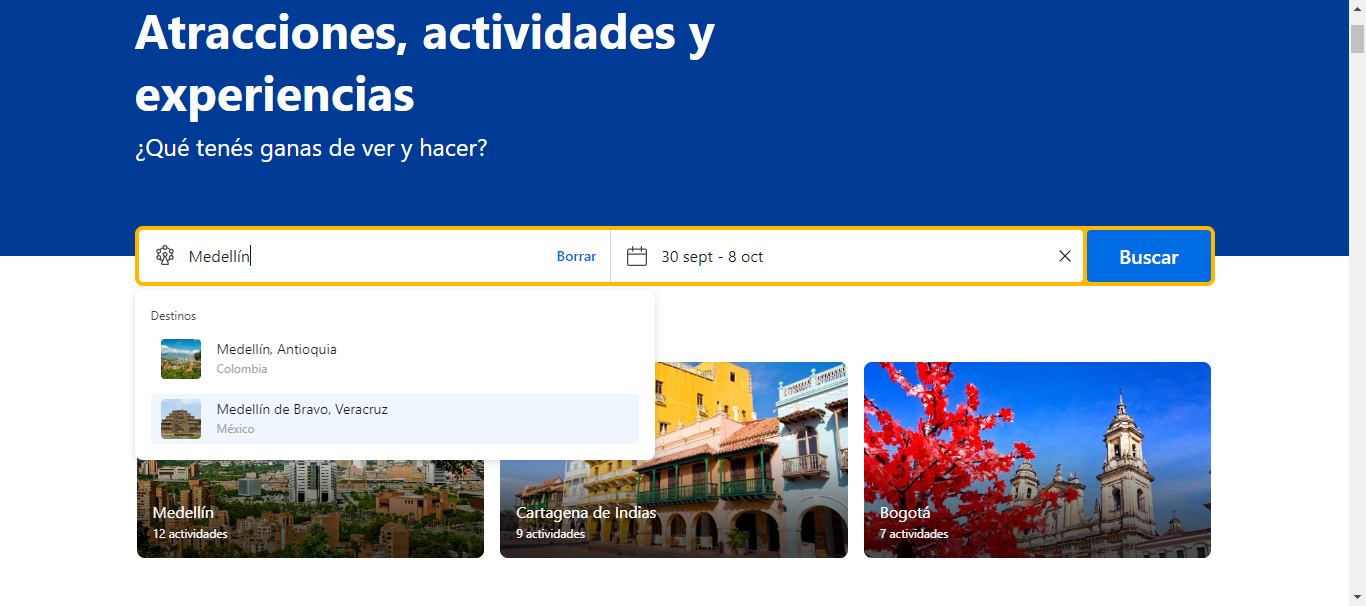 Atracciones, actividades y
experiencias
¿Qué tenés ganas de ver y hacer?
Medellín Borrar 30 sept - 8 oct Buscar
Destinos
Medellín, Antioquia
Colombia
Medellín de Bravo, Veracruz
México
Medellín
12 actividades
Cartagena de Indias
9 actividades
Bogotá
7 actividades